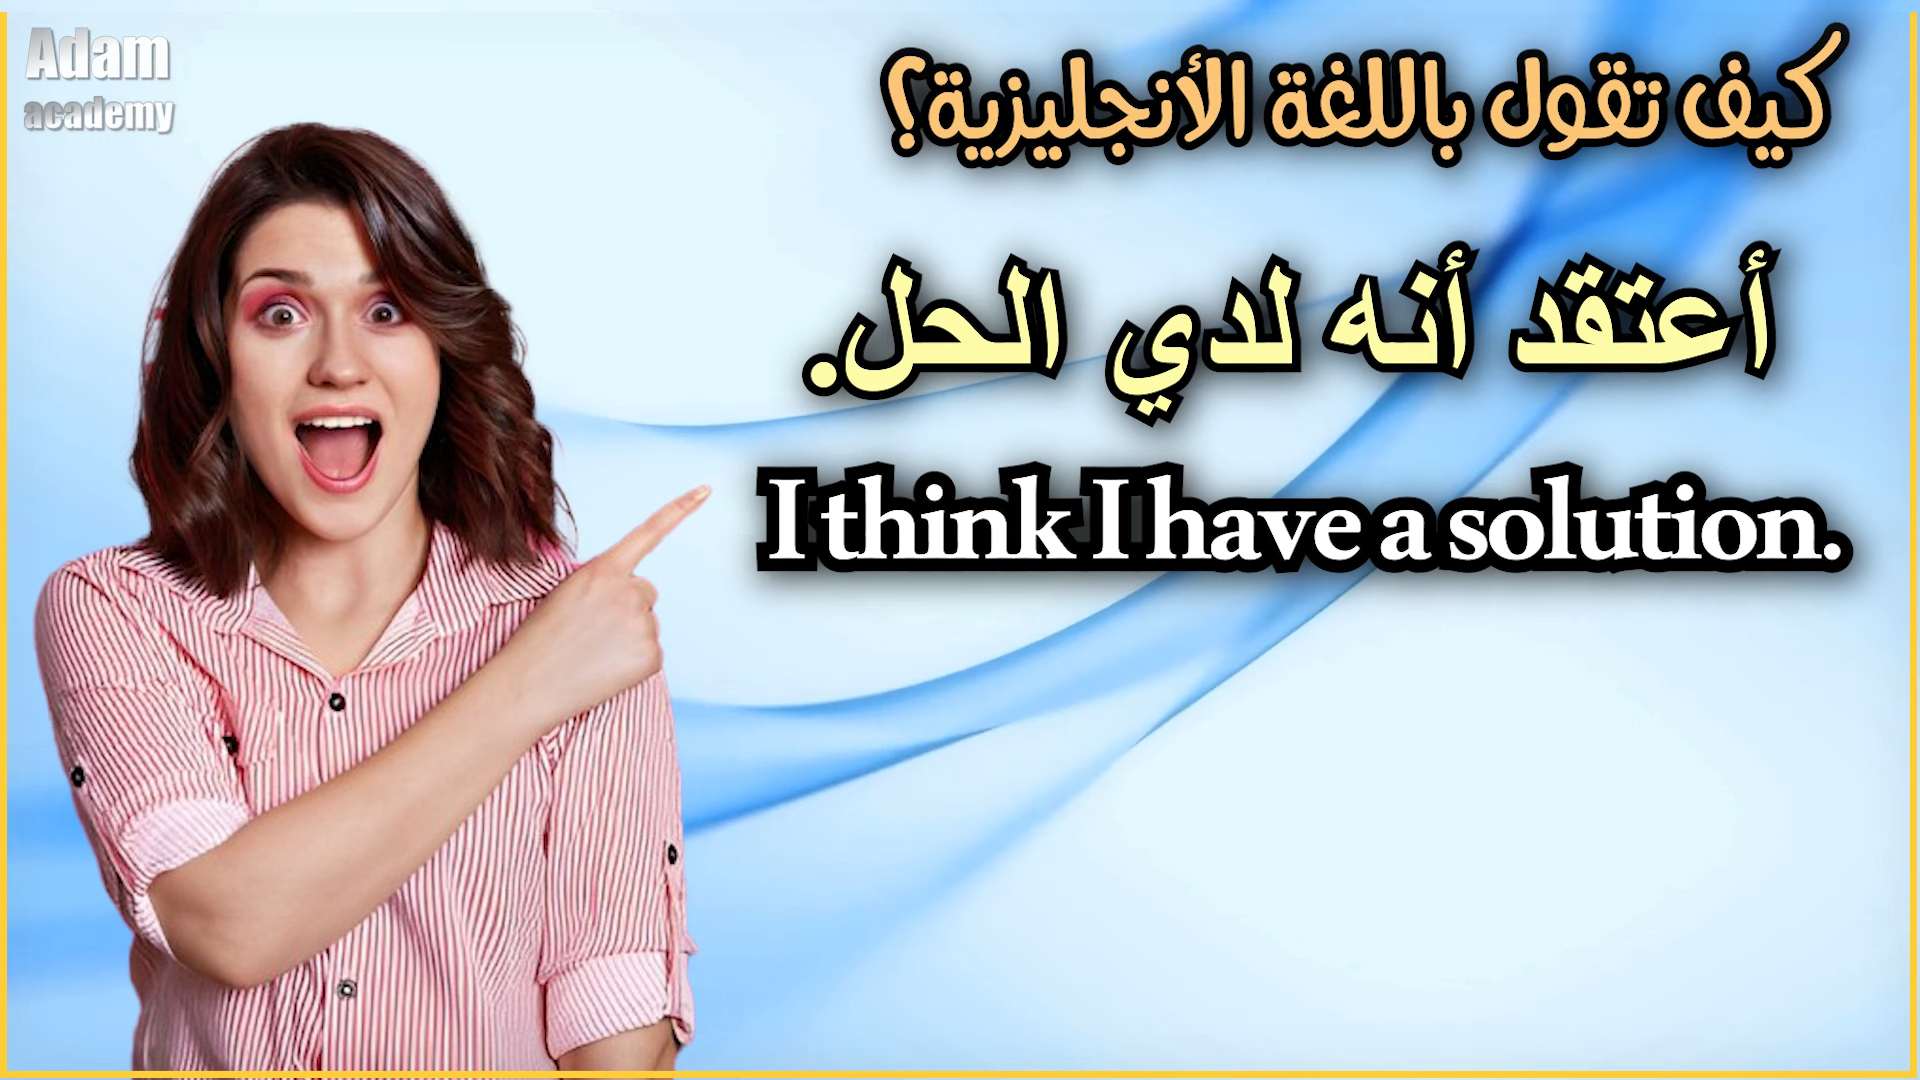 Adam
academy
كيف تقول باللغة الأنجليزية؟
أعتقد أنه لدي الحل.
I think I have a solution.